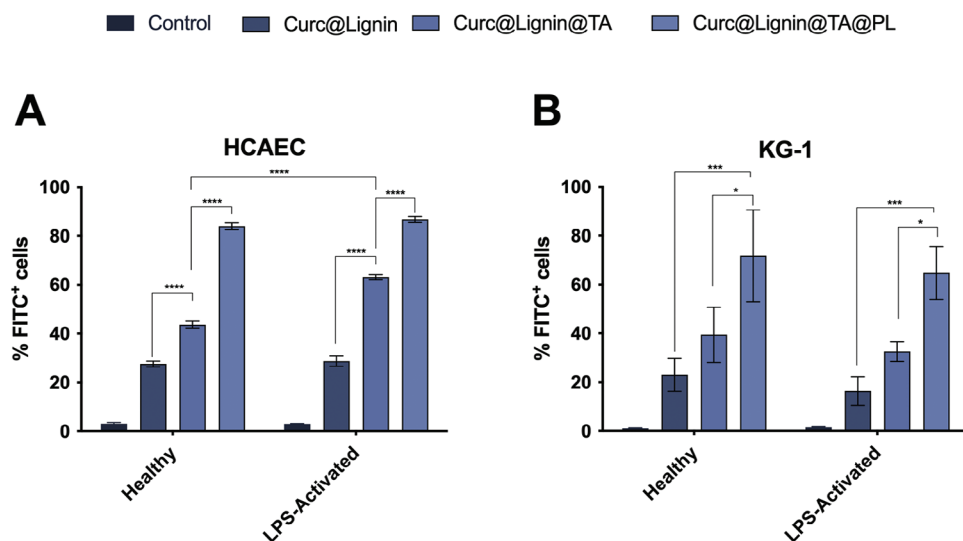 Control Curc@Lignin Curc@Lignin@TA Curc@Lignin@TA@PL
A
HCAEC
% FITC+ cells
100
80
60
40
20
0
****
****
****
****
****
Healthy
LPS-Activated
B
KG-1
% FITC+ cells
100
80
60
40
20
0
***
*
***
*
Healthy
LPS-Activated